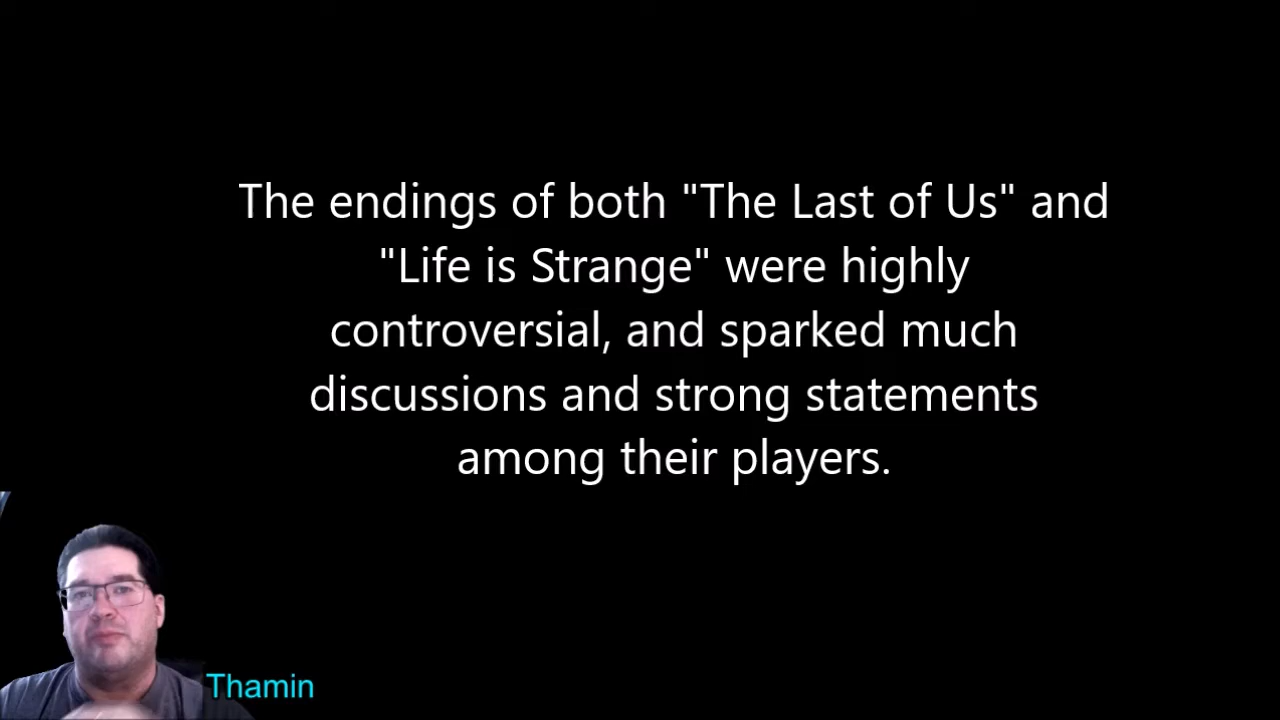 The endings of both "The Last of Us" and
"Life is Strange" were highly
controversial, and sparked much
discussions and strong statements
among their players.
Thamin